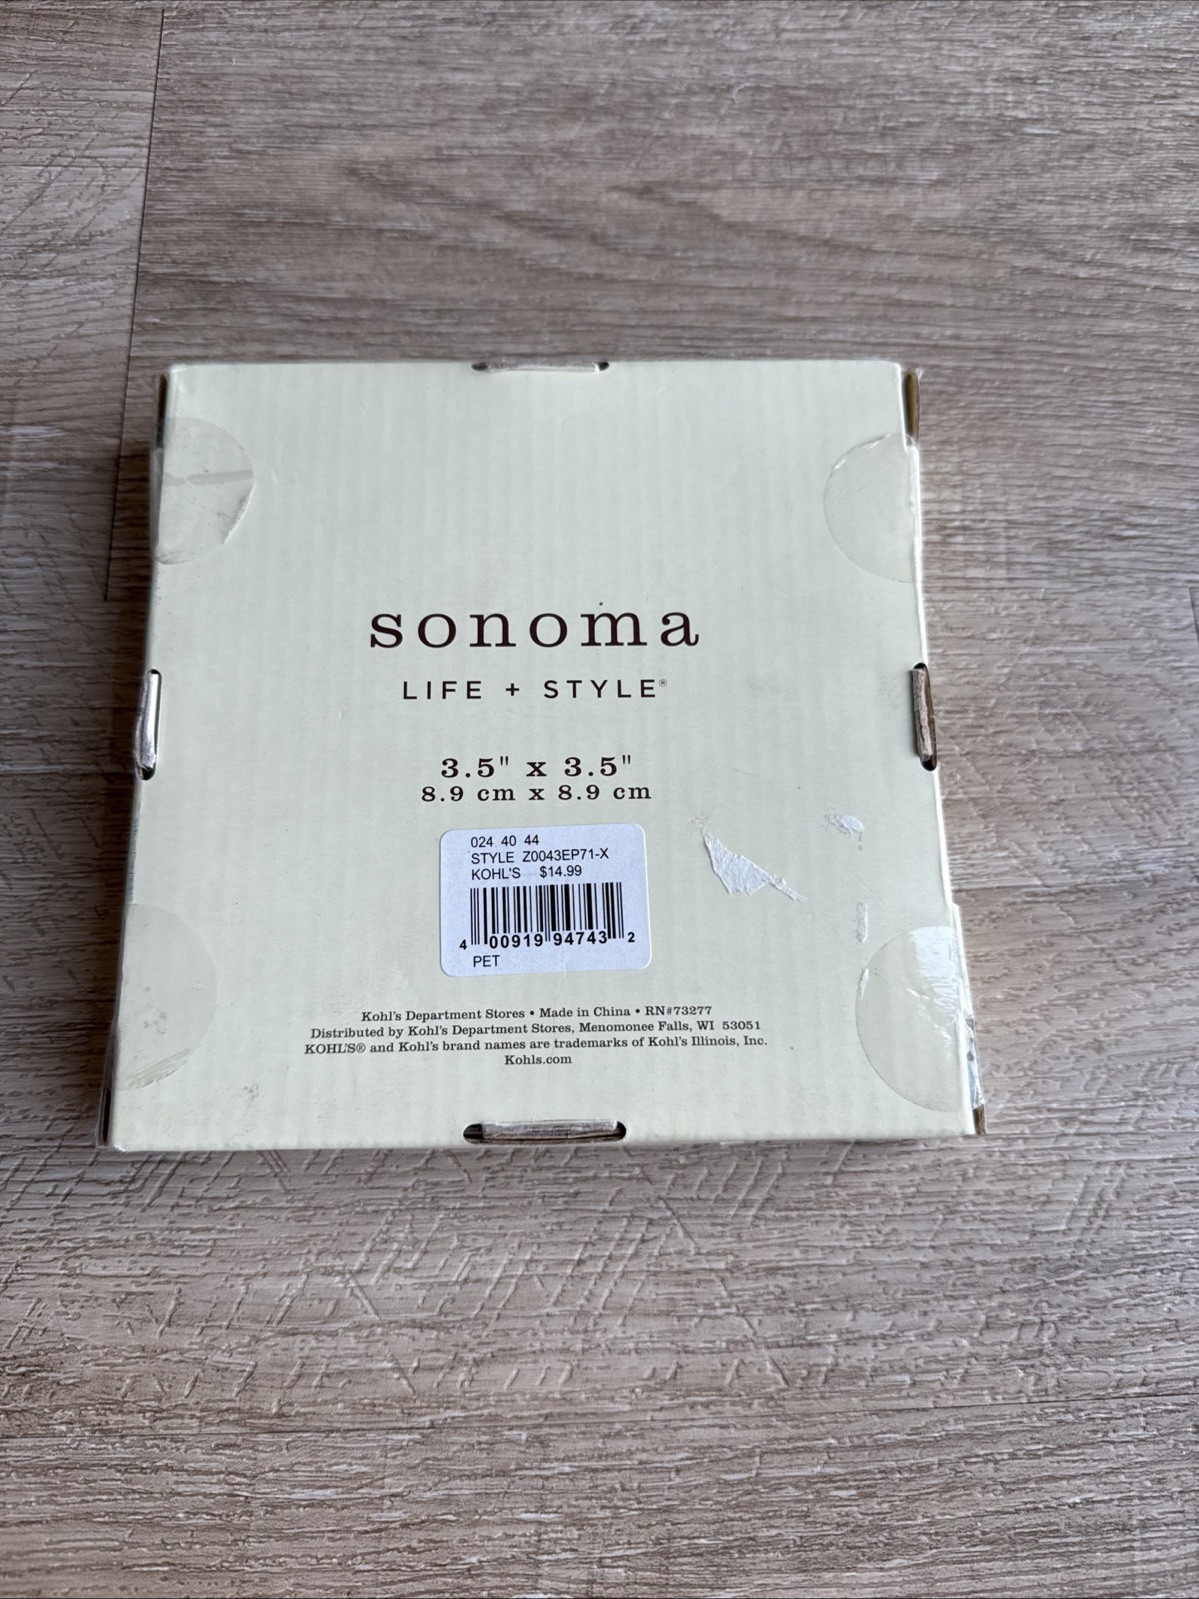 sonoma
LIFE + STYLE®
3.5" x 3.5"
8.9 cm x 8.9 cm
024 40 44
STYLE Z0043EP71-X
KOHL'S $14.99
4 00919 94743 2
PET
Kohl's Department Stores • Made in China • RN#73277
Distributed by Kohl's Department Stores, Menomonee Falls, WI 53051
KOHL'S® and Kohl's brand names are trademarks of Kohl's Illinois, Inc.
Kohls.com